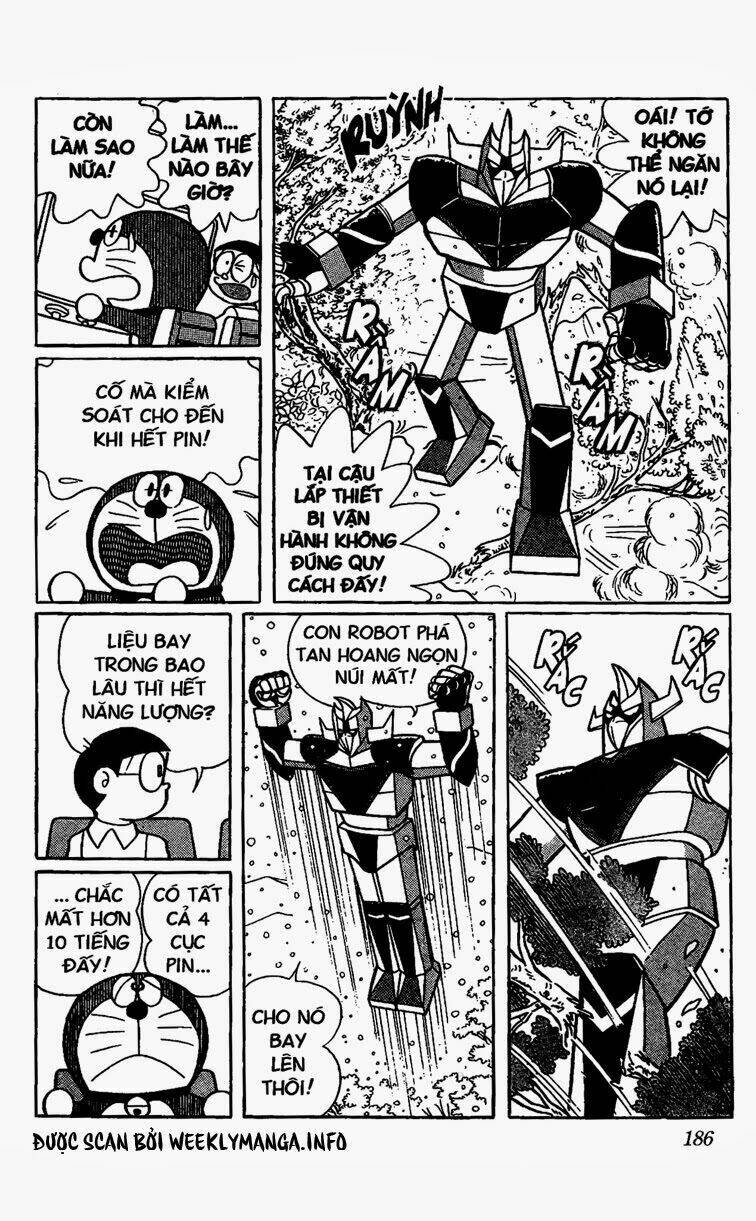 OÁI! TỚ
KHÔNG
THỂ NGĂN
NÓ LẠI!
RUỲNH
RẦM
RẦM
TẠI CẬU
LẮP THIẾT
BỊ VẬN
HÀNH KHÔNG
ĐÚNG QUY
CÁCH ĐẤY!
LÀM...
LÀM THẾ
NÀO BÂY
GIỜ?
CÒN
LÀM SAO
NỮA!
CỐ MÀ KIỂM
SOÁT CHO ĐẾN
KHI HẾT PIN!
RẮC
RẮC
CON ROBOT PHÁ
TAN HOANG NGỌN
NÚI MẤT!
CHO NÓ
BAY
LÊN
THÔI!
LIỆU BAY
TRONG BAO
LÂU THÌ HẾT
NĂNG LƯỢNG?
CÓ TẤT
CẢ 4
CỤC
PIN...
... CHẮC
MẤT HƠN
10 TIẾNG
ĐẤY!
ĐƯỢC SCAN BỞI WEEKLYMANGA.INFO
186